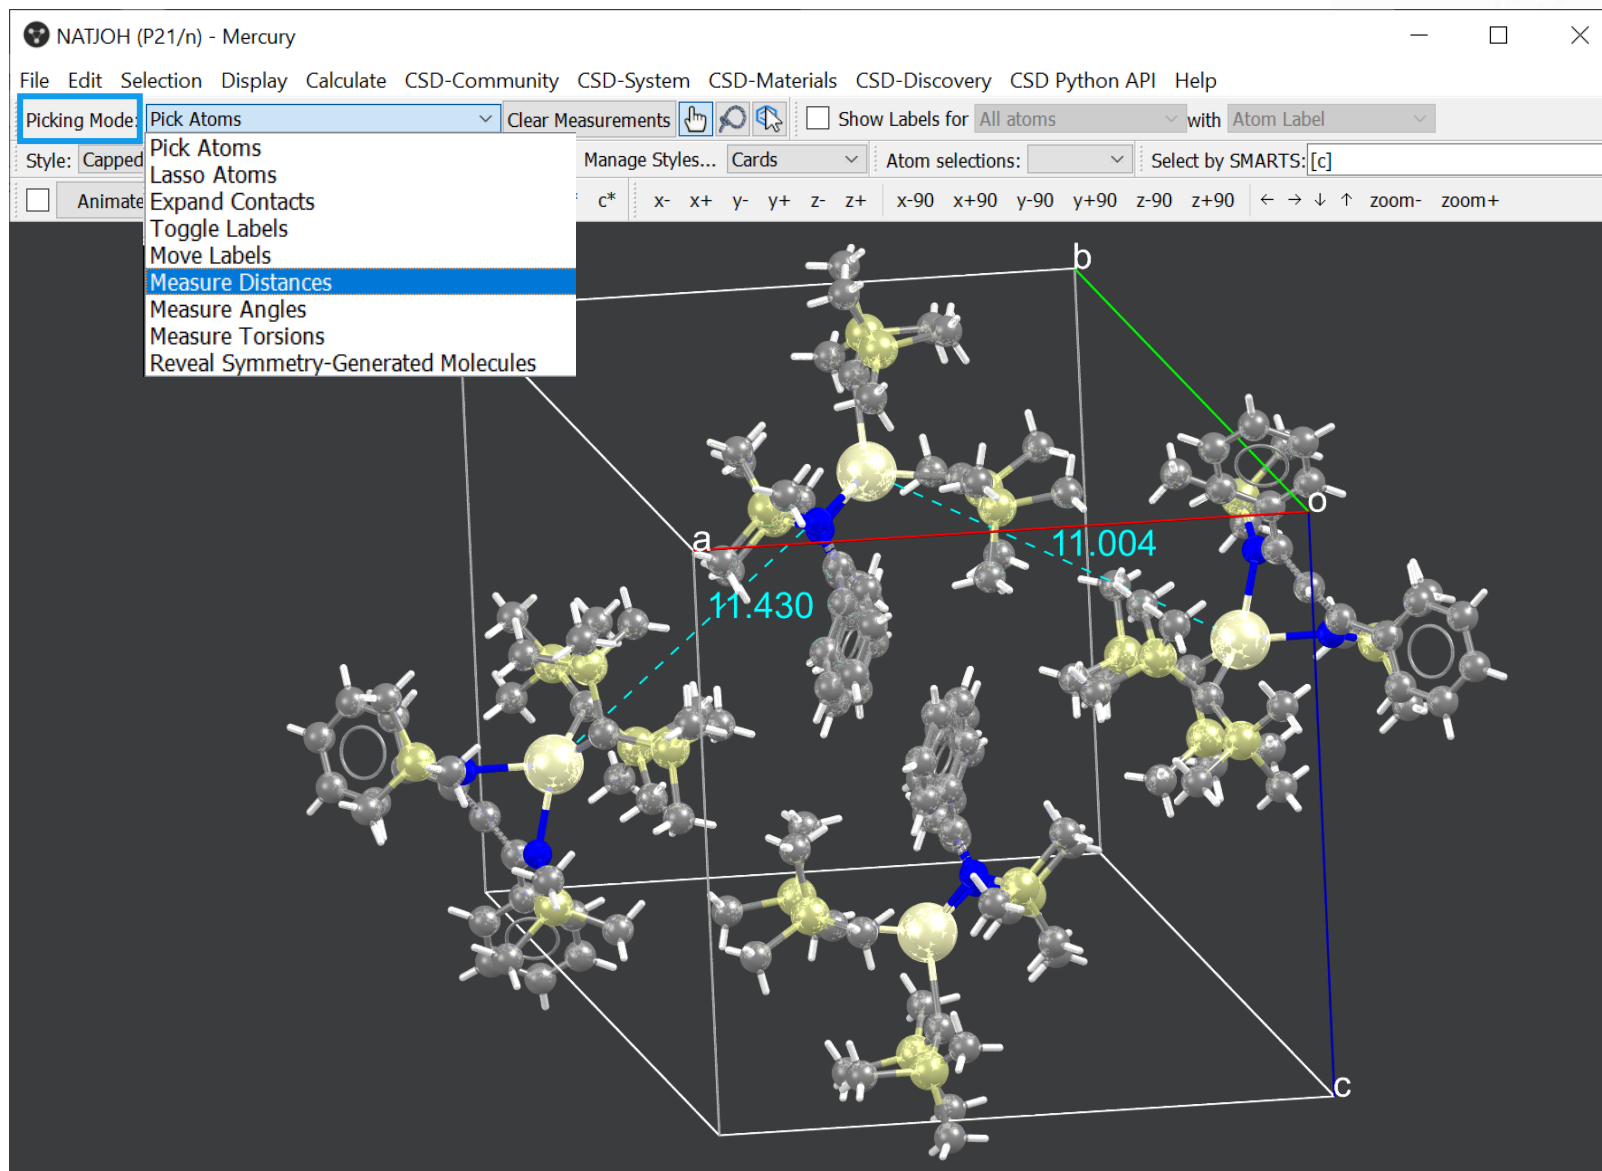 NATJOH (P21/n) - Mercury
File Edit Selection Display Calculate CSD-Community CSD-System CSD-Materials CSD-Discovery CSD Python API Help
Picking Mode: Pick Atoms Clear Measurements Show Labels for All atoms with Atom Label
Pick Atoms
Style: Capped Manage Styles... Cards Atom selections: Select by SMARTS: [c]
Lasso Atoms
Animate c* x- x+ y- y+ z- z+ x-90 x+90 y-90 y+90 z-90 z+90 ← → ↓ ↑ zoom- zoom+
Expand Contacts
Toggle Labels
Move Labels
Measure Distances
Measure Angles
Measure Torsions
Reveal Symmetry-Generated Molecules
b
o
a
11.004
11.430
c